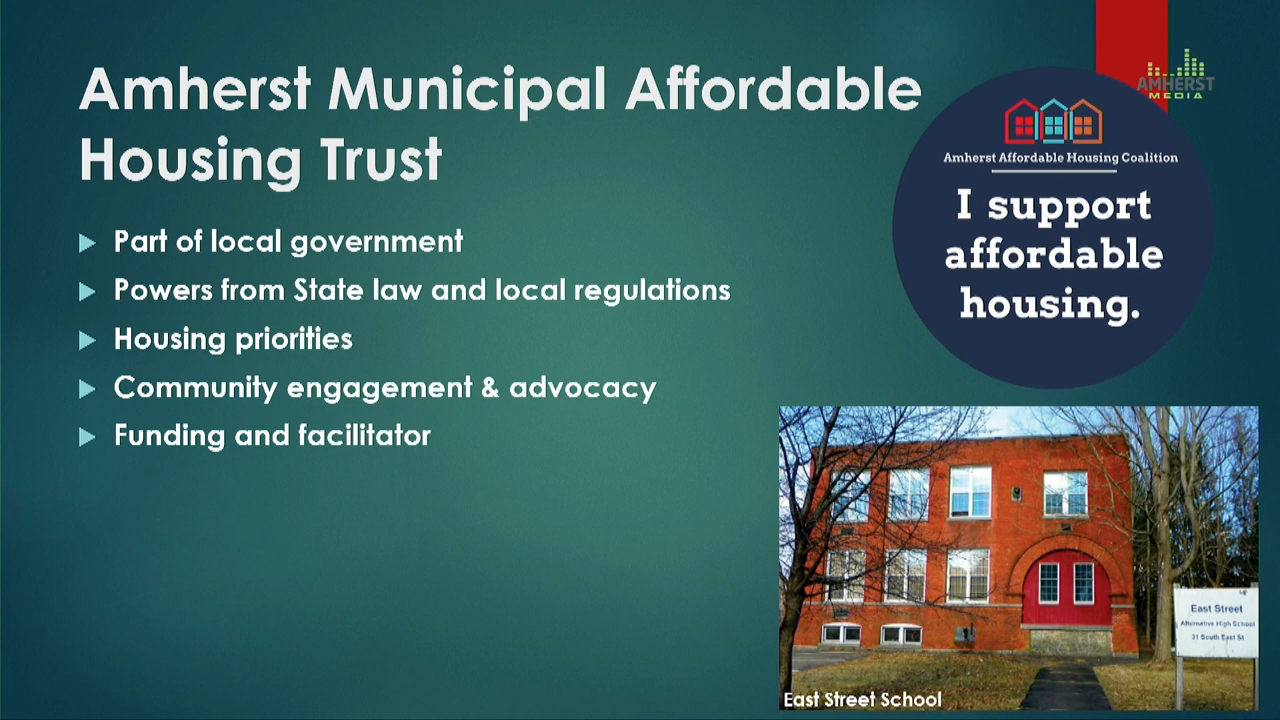 Amherst Municipal Affordable
Housing Trust
Part of local government
Powers from State law and local regulations
Housing priorities
Community engagement & advocacy
Funding and facilitator
AMHERST
MEDIA
Amherst Affordable Housing Coalition
I support
affordable
housing.
East Street
Alternative High School
31 South East St
East Street School